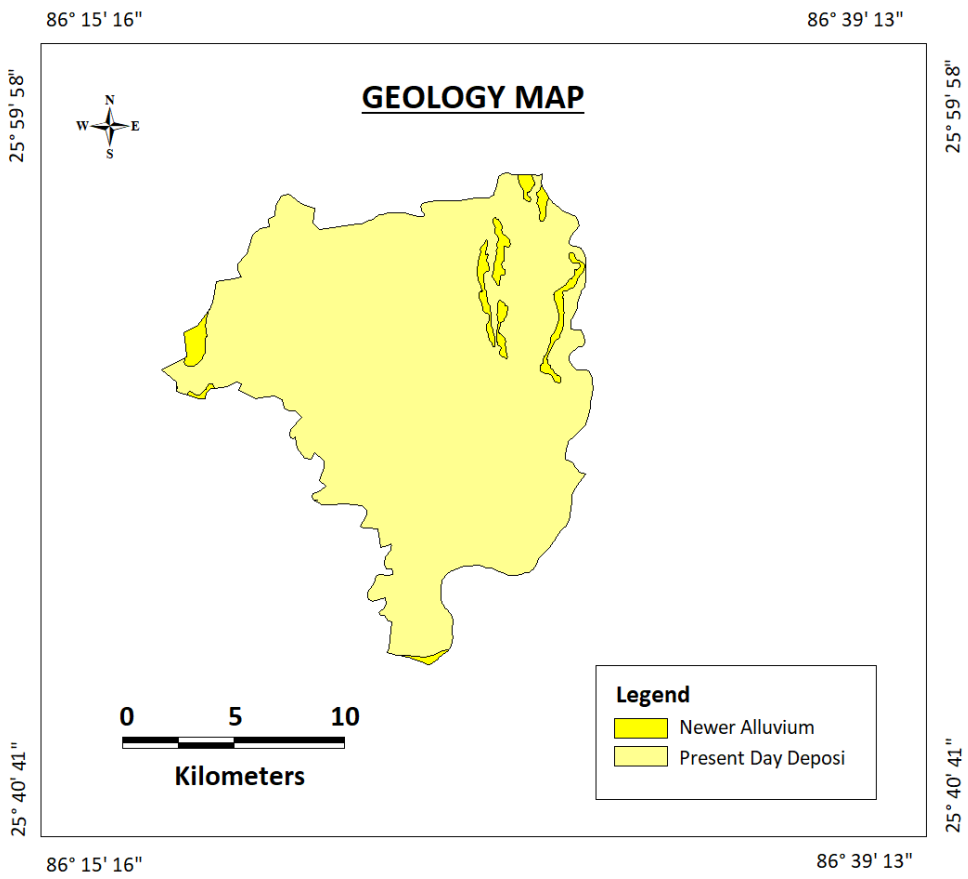 86° 15' 16" 86° 39' 13"
25° 59' 58" 25° 59' 58"
GEOLOGY MAP
N
W E
S
0 5 10
Kilometers
Legend
Newer Alluvium
Present Day Deposi
25° 40' 41" 25° 40' 41"
86° 15' 16" 86° 39' 13"